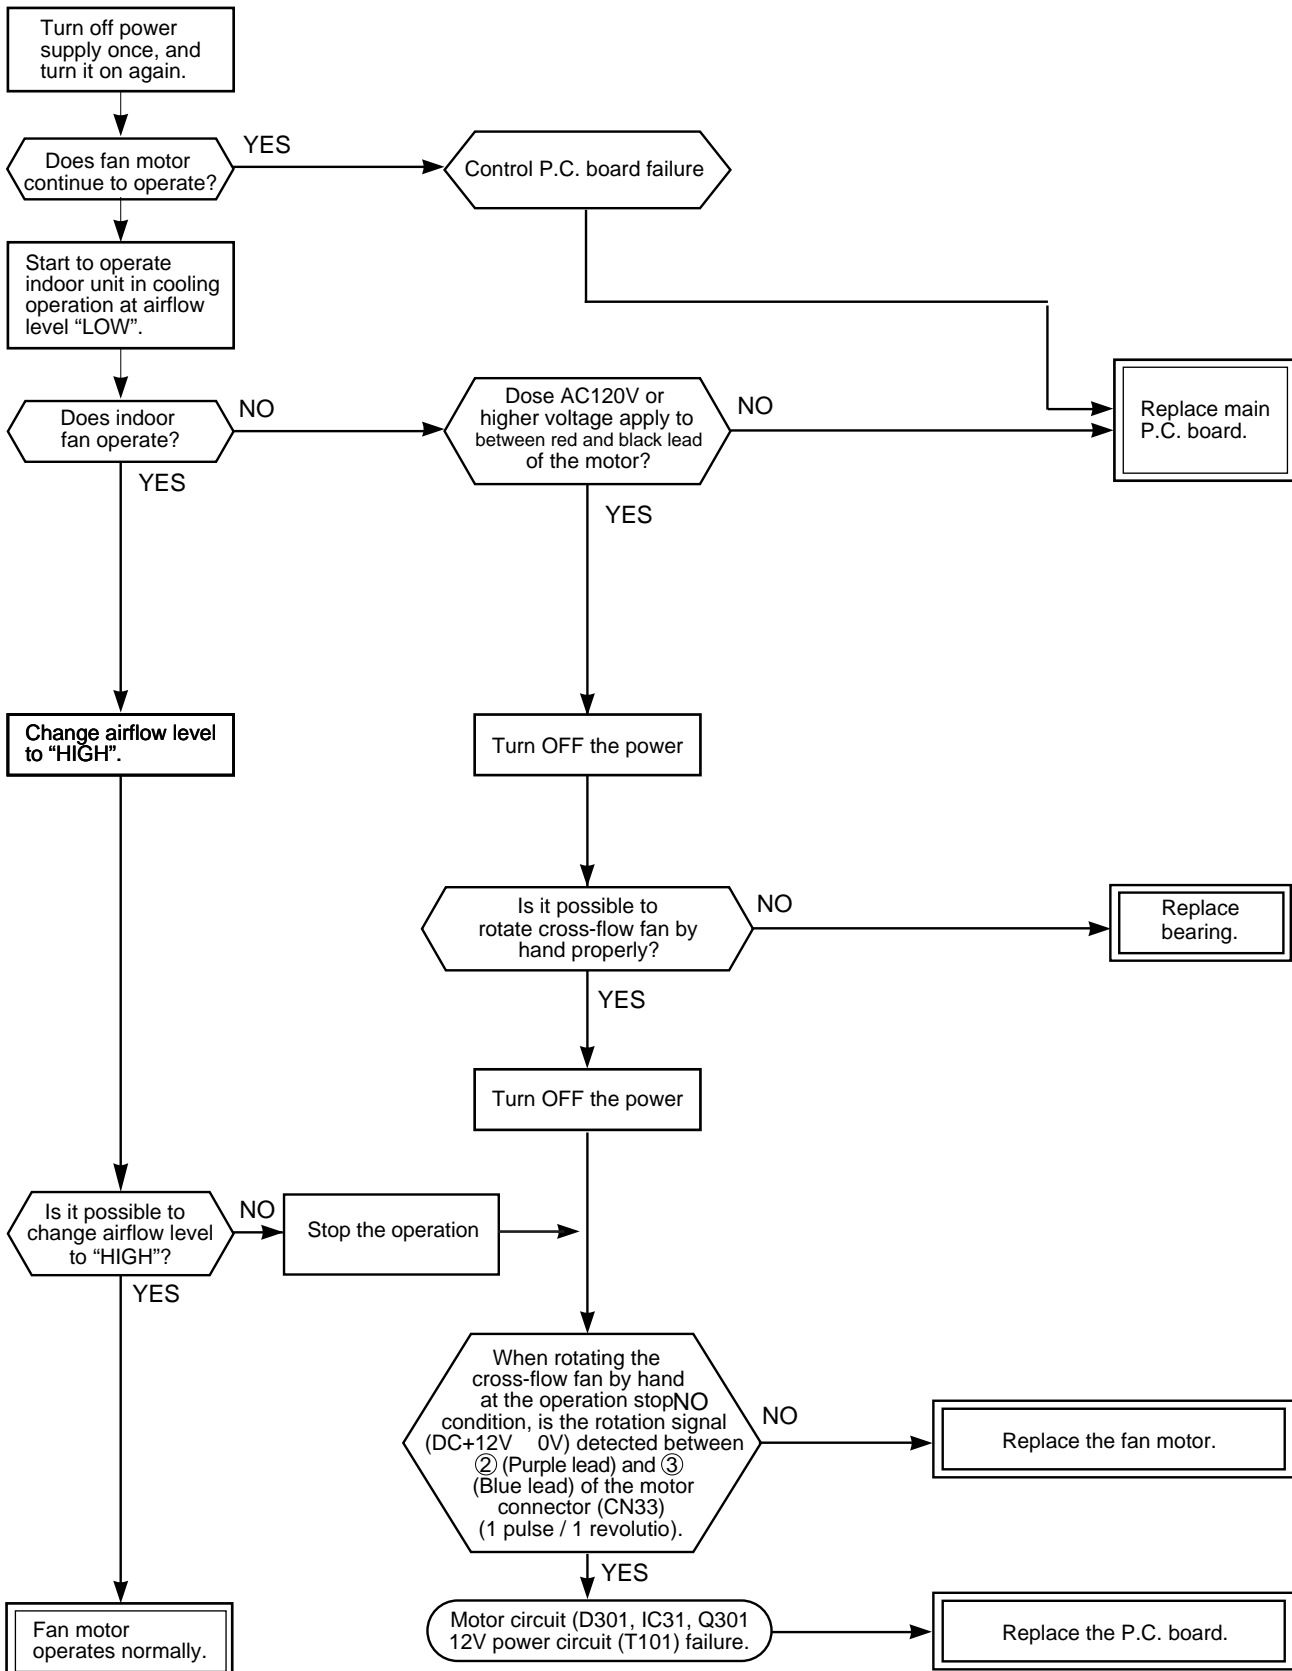 Turn off power
supply once, and
turn it on again.
Does fan motor
continue to operate?
YES
Control P.C. board failure
Start to operate
indoor unit in cooling
operation at airflow
level “LOW”.
Does indoor
fan operate?
NO
YES
Dose AC120V or
higher voltage apply to
between red and black lead
of the motor?
NO
YES
Replace main
P.C. board.
Change airflow level
to “HIGH”.
Turn OFF the power
Is it possible to
rotate cross-flow fan by
hand properly?
NO
YES
Replace
bearing.
Turn OFF the power
Is it possible to
change airflow level
to “HIGH”?
NO
YES
Stop the operation
When rotating the
cross-flow fan by hand
at the operation stopNO
condition, is the rotation signal
(DC+12V 0V) detected between
② (Purple lead) and ③
(Blue lead) of the motor
connector (CN33)
(1 pulse / 1 revolutio).
NO
YES
Replace the fan motor.
Fan motor
operates normally.
Motor circuit (D301, IC31, Q301
12V power circuit (T101) failure.
Replace the P.C. board.